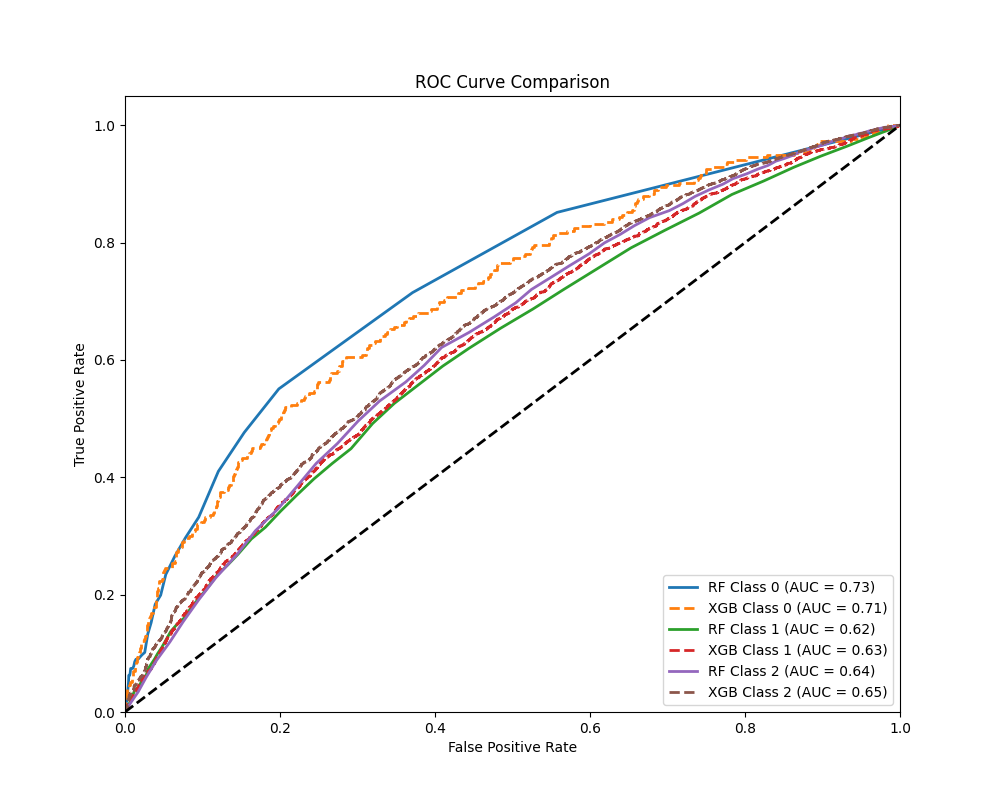 ROC Curve Comparison
True Positive Rate
1.0
0.8
0.6
0.4
0.2
0.0
RF Class 0 (AUC = 0.73)
XGB Class 0 (AUC = 0.71)
RF Class 1 (AUC = 0.62)
XGB Class 1 (AUC = 0.63)
RF Class 2 (AUC = 0.64)
XGB Class 2 (AUC = 0.65)
0.0 0.2 0.4 0.6 0.8 1.0
False Positive Rate